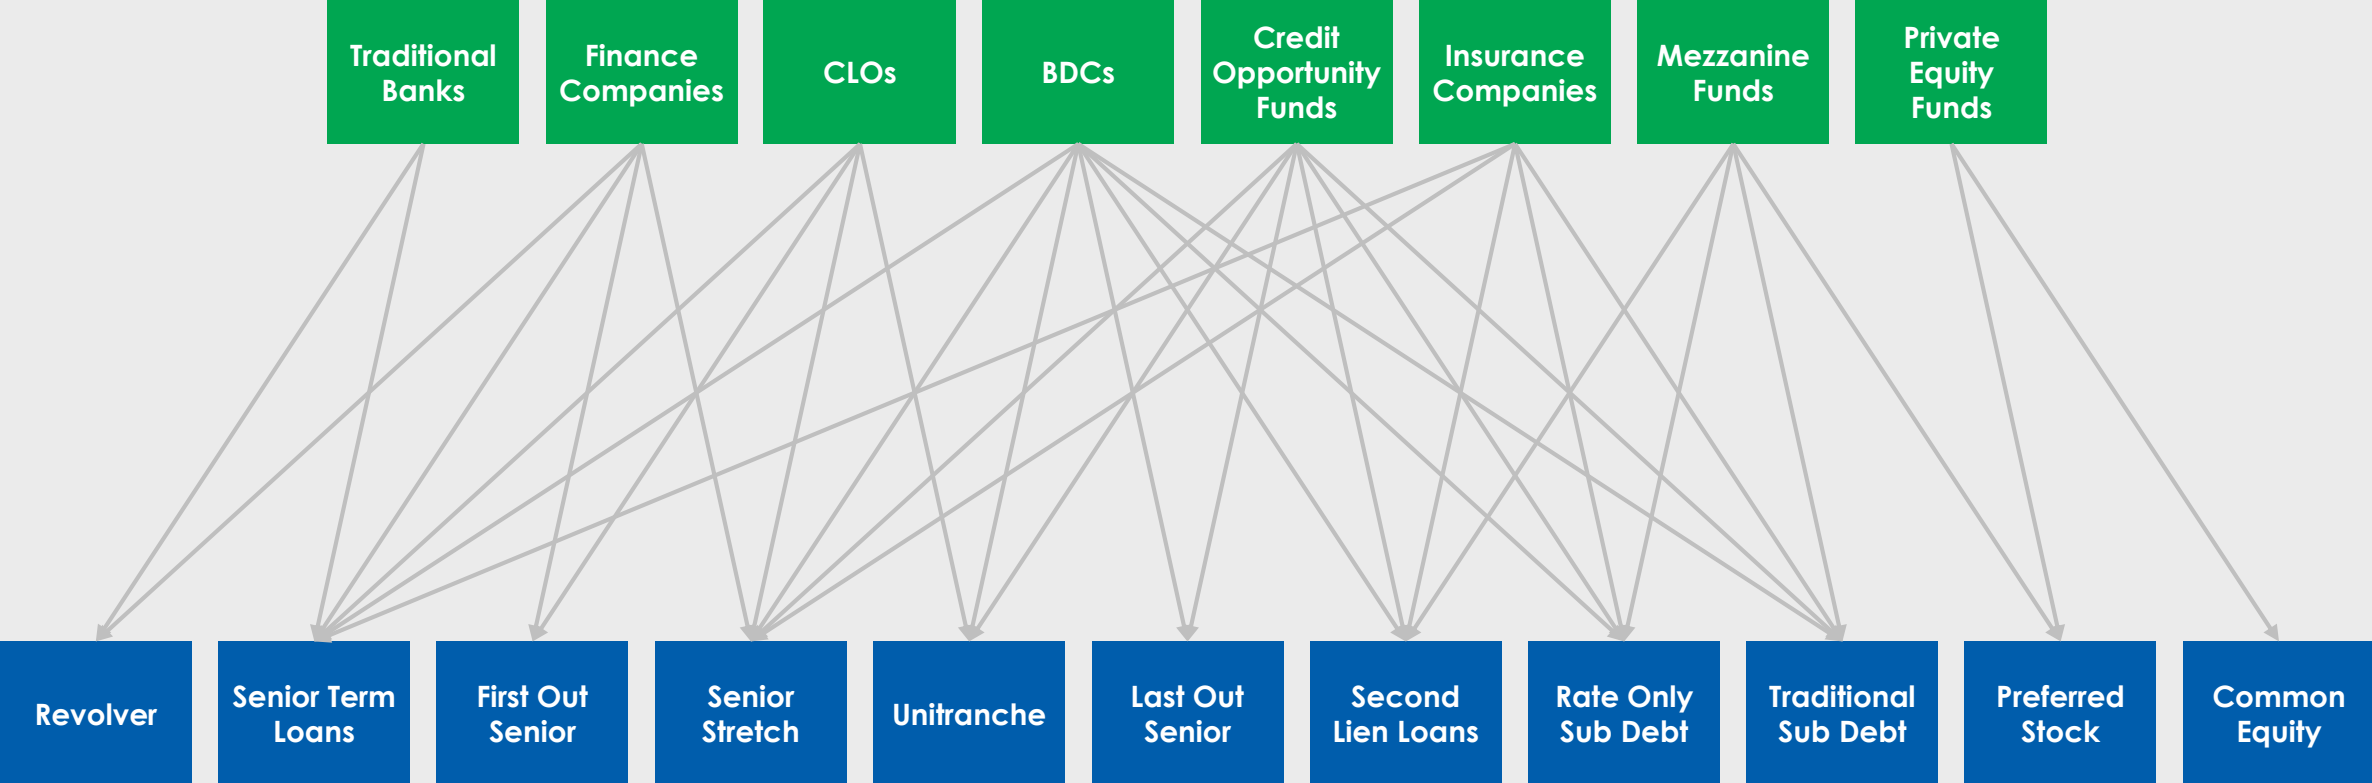 Traditional
Banks
Finance
Companies
CLOs
BDCs
Credit
Opportunity
Funds
Insurance
Companies
Mezzanine
Funds
Private
Equity
Funds
Revolver
Senior Term
Loans
First Out
Senior
Senior
Stretch
Unitranche
Last Out
Senior
Second
Lien Loans
Rate Only
Sub Debt
Traditional
Sub Debt
Preferred
Stock
Common
Equity